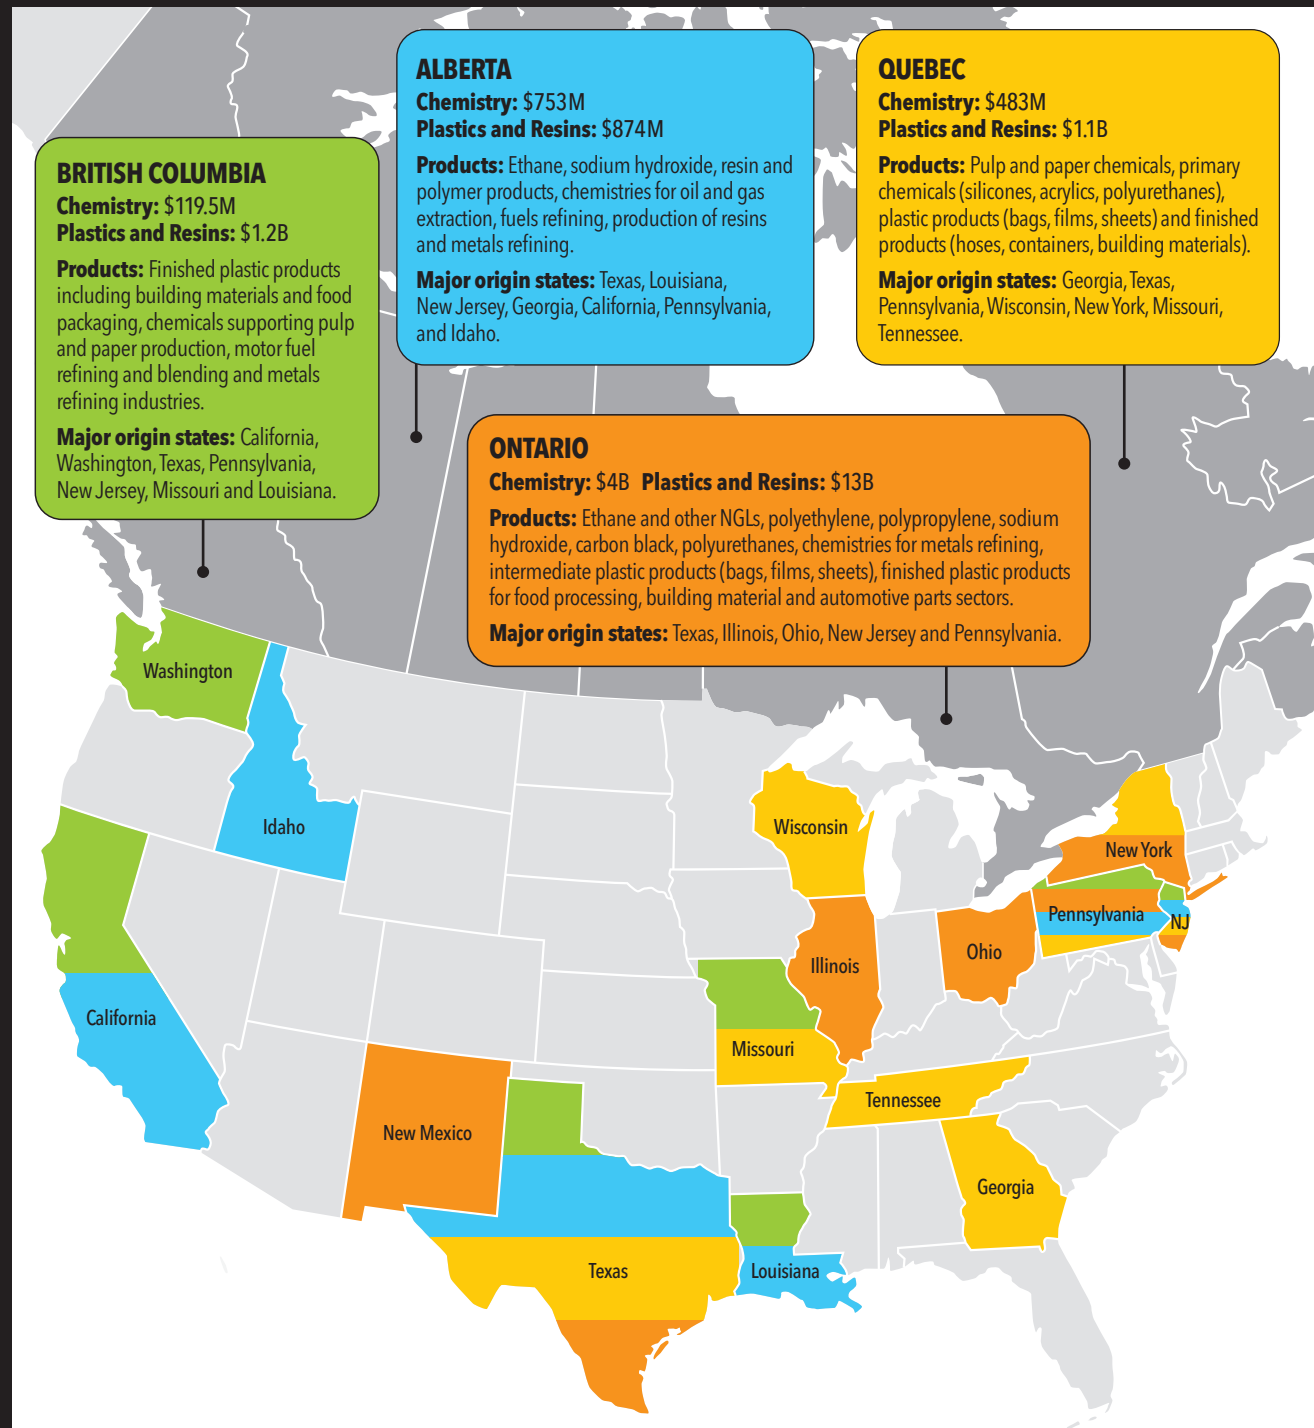 ALBERTA
Chemistry: $753M
Plastics and Resins: $874M
Products: Ethane, sodium hydroxide, resin and
polymer products, chemistries for oil and gas
extraction, fuels refining, production of resins
and metals refining.
Major origin states: Texas, Louisiana,
New Jersey, Georgia, California, Pennsylvania,
and Idaho.
QUEBEC
Chemistry: $483M
Plastics and Resins: $1.1B
Products: Pulp and paper chemicals, primary
chemicals (silicones, acrylics, polyurethanes),
plastic products (bags, films, sheets) and finished
products (hoses, containers, building materials).
Major origin states: Georgia, Texas,
Pennsylvania, Wisconsin, New York, Missouri,
Tennessee.
BRITISH COLUMBIA
Chemistry: $119.5M
Plastics and Resins: $1.2B
Products: Finished plastic products
including building materials and food
packaging, chemicals supporting pulp
and paper production, motor fuel
refining and blending and metals
refining industries.
Major origin states: California,
Washington, Texas, Pennsylvania,
New Jersey, Missouri and Louisiana.
ONTARIO
Chemistry: $4B Plastics and Resins: $13B
Products: Ethane and other NGLs, polyethylene, polypropylene, sodium
hydroxide, carbon black, polyurethanes, chemistries for metals refining,
intermediate plastic products (bags, films, sheets), finished plastic products
for food processing, building material and automotive parts sectors.
Major origin states: Texas, Illinois, Ohio, New Jersey and Pennsylvania.
Washington
Idaho
Wisconsin
New York
Pennsylvania
NJ
Ohio
Illinois
California
Missouri
Tennessee
New Mexico
Georgia
Texas
Louisiana